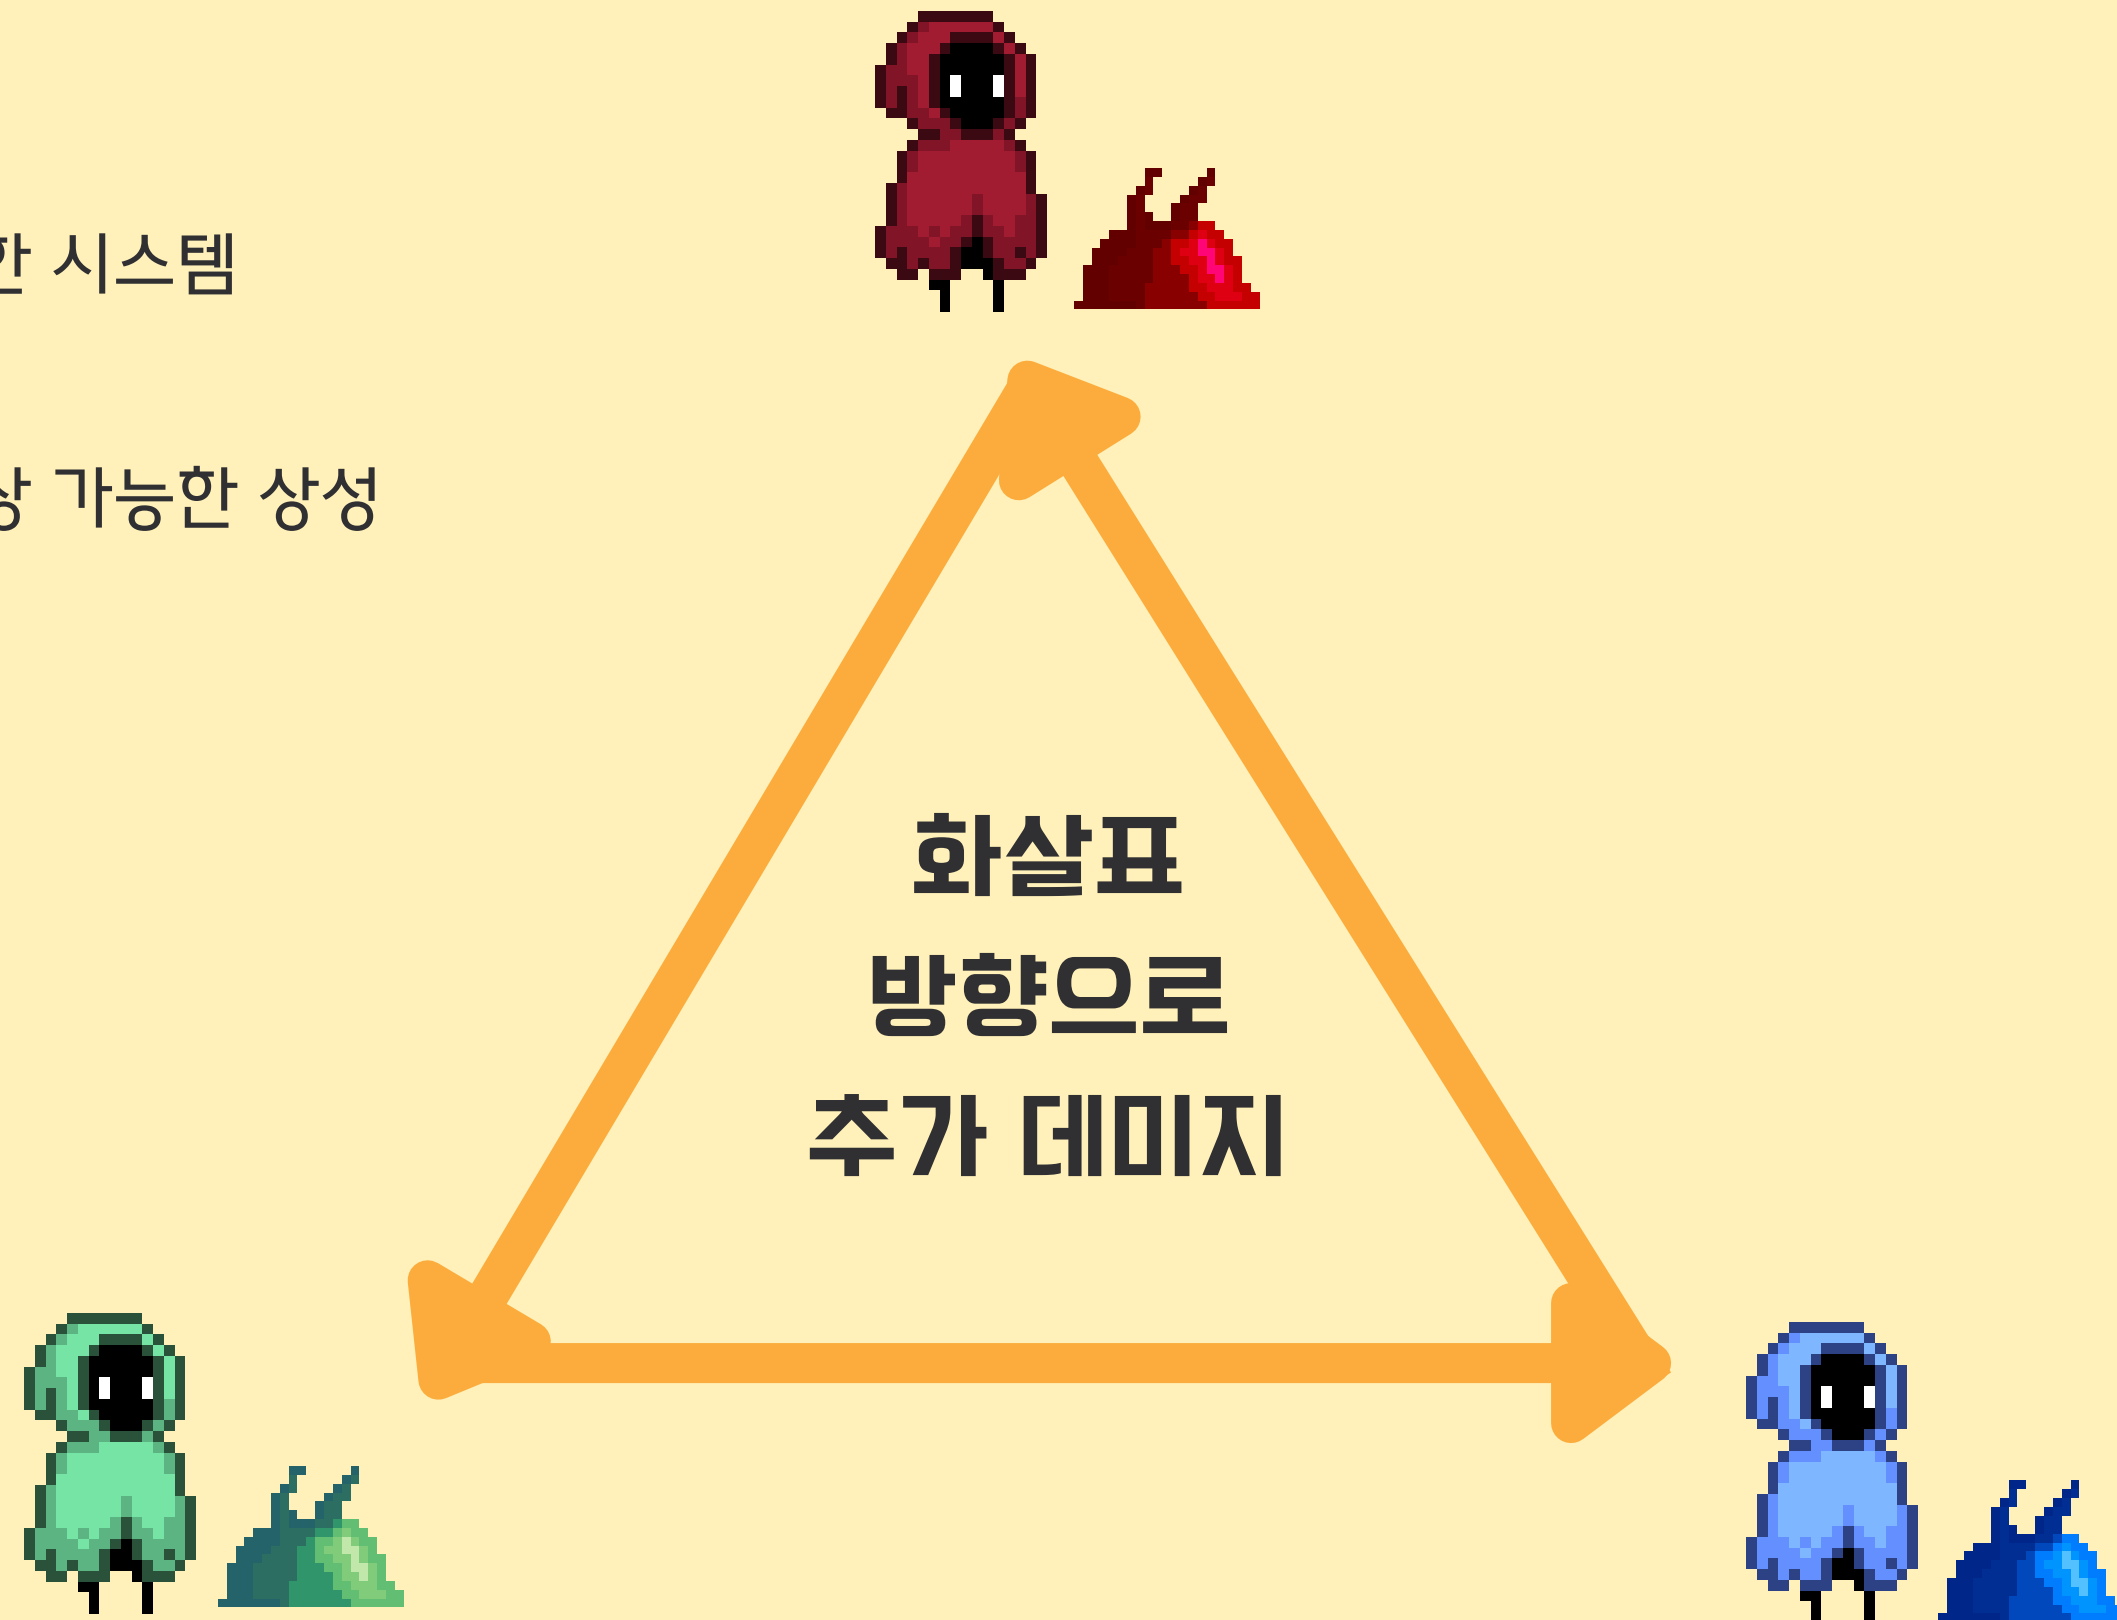 한 시스템
상 가능한 상성
화살표
방향으로
추가 데미지